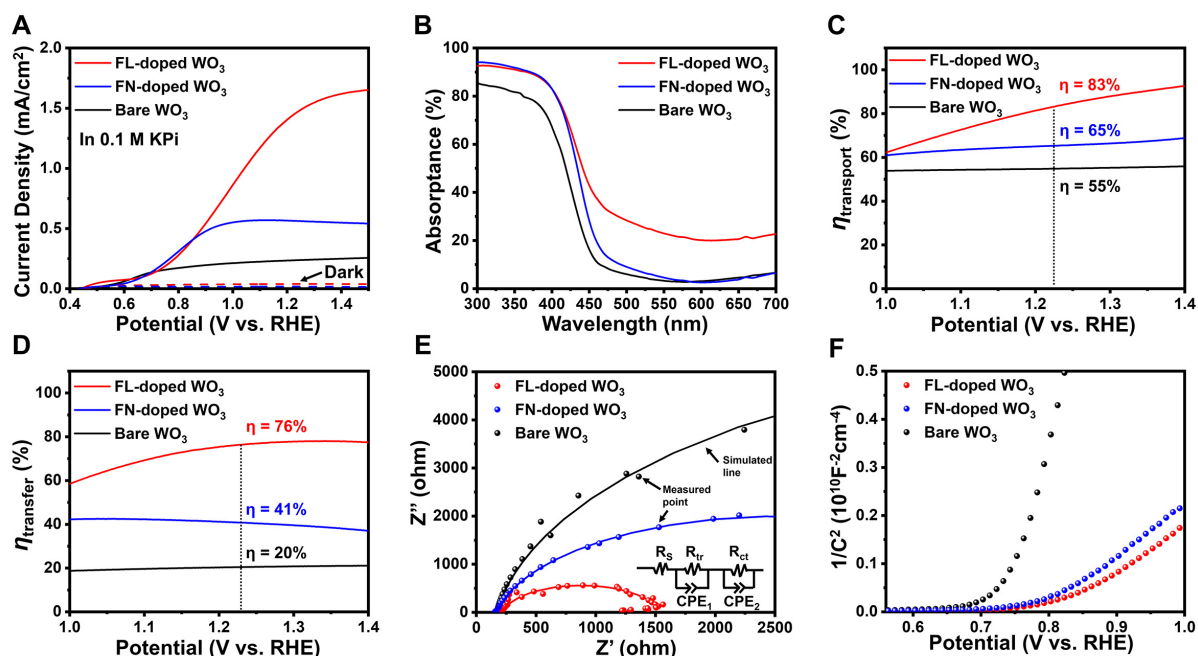 A
Current Density (mA/cm²)
2.0
1.5
1.0
0.5
0.0
FL-doped WO₃
FN-doped WO₃
Bare WO₃
In 0.1 M KPi
Dark
0.4 0.6 0.8 1.0 1.2 1.4
Potential (V vs. RHE)
B
Absorptance (%)
100
80
60
40
20
0
FL-doped WO₃
FN-doped WO₃
Bare WO₃
300 350 400 450 500 550 600 650 700
Wavelength (nm)
C
η_transport (%)
100
80
60
40
20
0
FL-doped WO₃
FN-doped WO₃
Bare WO₃
η = 83%
η = 65%
η = 55%
1.0 1.1 1.2 1.3 1.4
Potential (V vs. RHE)
D
η_transfer (%)
100
80
60
40
20
0
FL-doped WO₃
FN-doped WO₃
Bare WO₃
η = 76%
η = 41%
η = 20%
1.0 1.1 1.2 1.3 1.4
Potential (V vs. RHE)
E
Z'' (ohm)
5000
4000
3000
2000
1000
0
FL-doped WO₃
FN-doped WO₃
Bare WO₃
Simulated
line
Measured
point
R_S R_tr R_ct
CPE₁ CPE₂
0 500 1000 1500 2000 2500
Z' (ohm)
F
1/C² (10¹⁰F⁻²cm⁻⁴)
0.5
0.4
0.3
0.2
0.1
0.0
FL-doped WO₃
FN-doped WO₃
Bare WO₃
0.6 0.7 0.8 0.9 1.0
Potential (V vs. RHE)